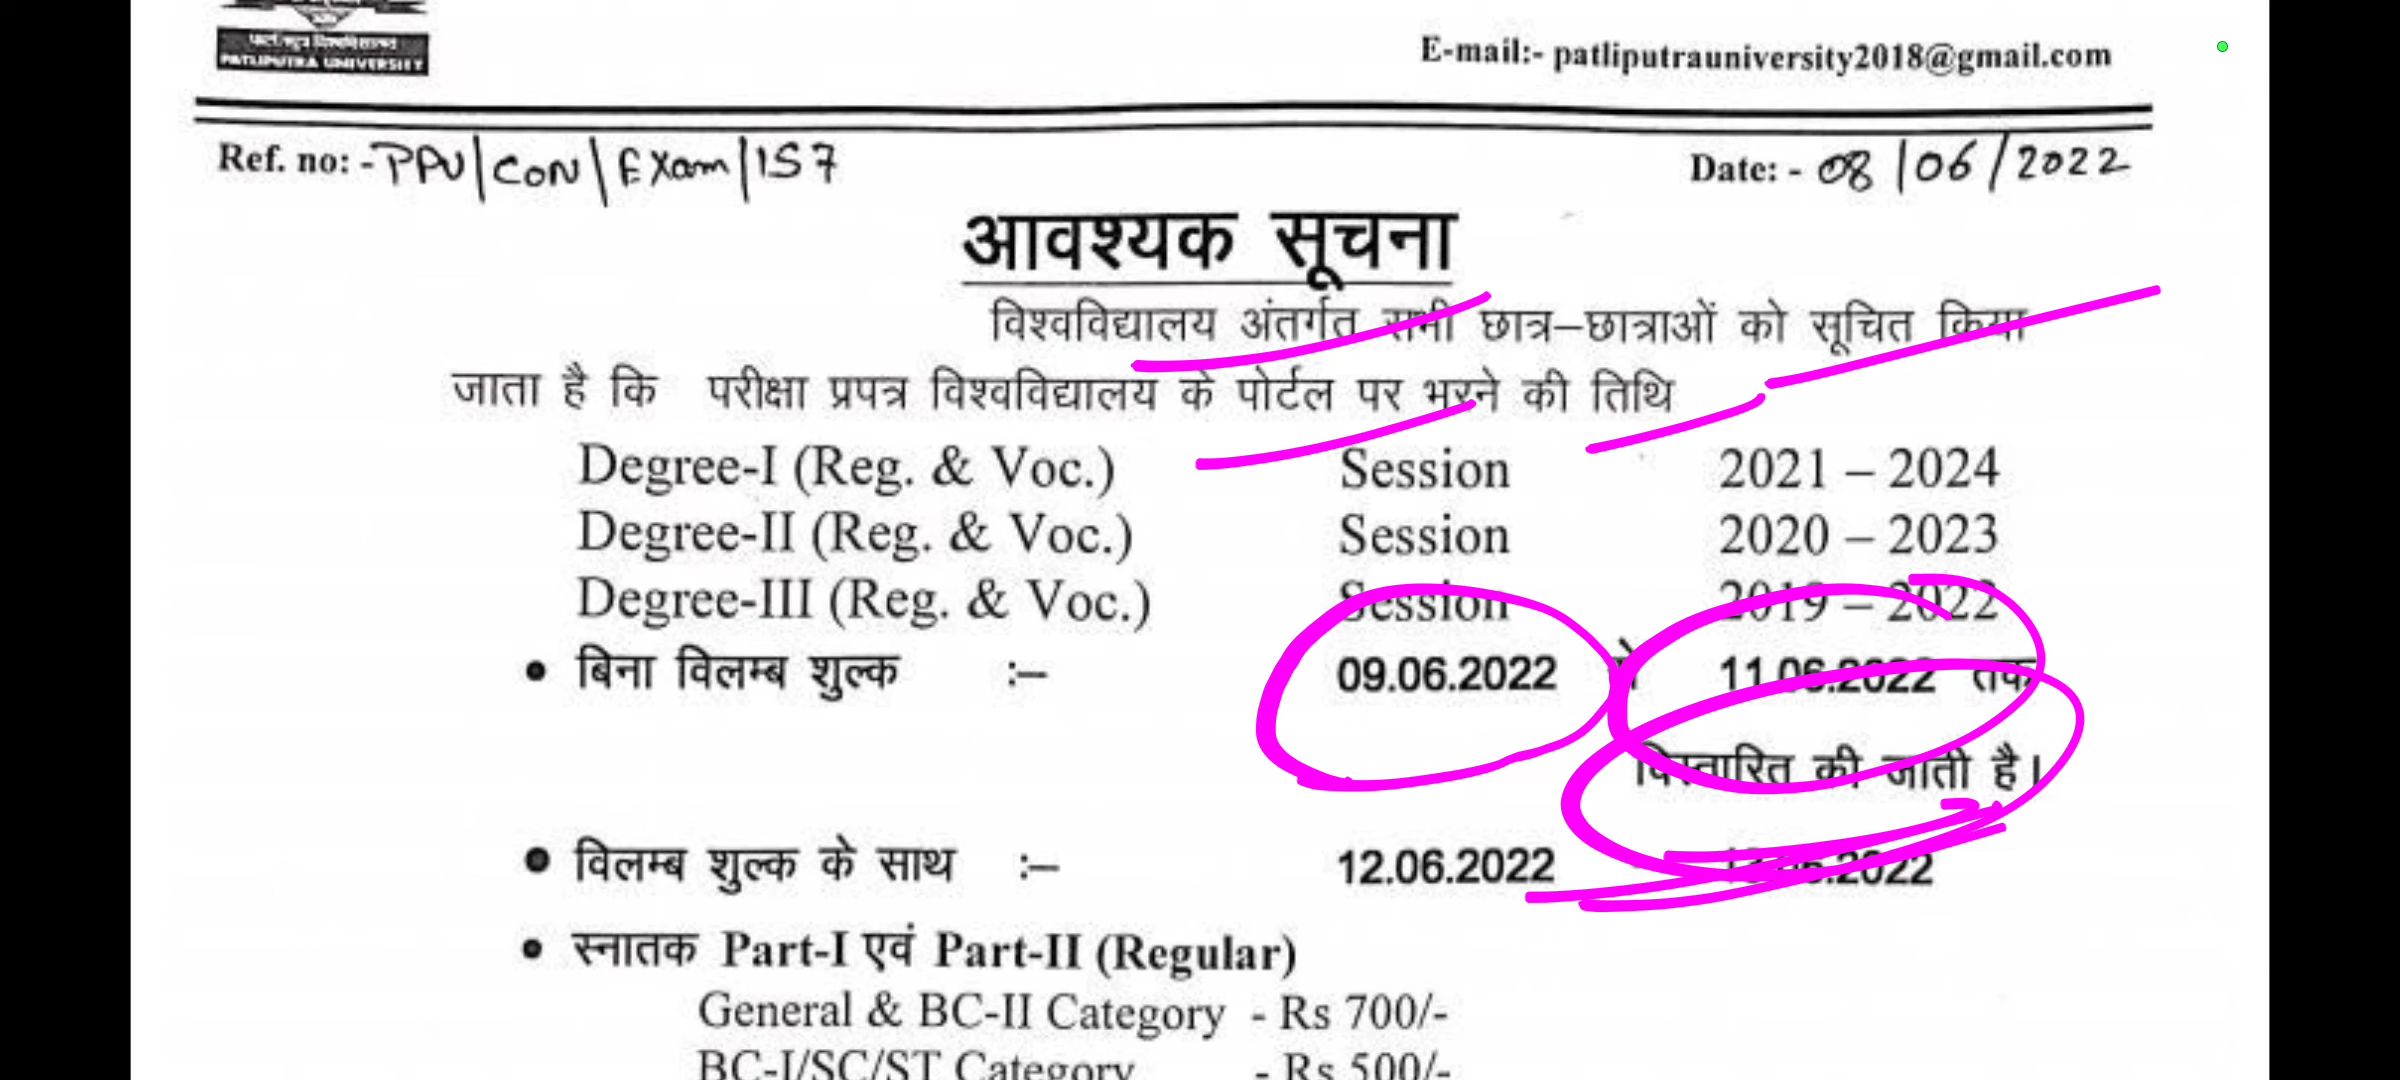 पाटलिपुत्र विश्वविद्यालय
PATLIPUTRA UNIVERSITY
E-mail:- patliputrauniversity2018@gmail.com
Ref. no: - PPU/CON/Exam/157
Date: - 08/06/2022
आवश्यक सूचना
विश्वविद्यालय अंतर्गत सभी छात्र–छात्राओं को सूचित किया
जाता है कि परीक्षा प्रपत्र विश्वविद्यालय के पोर्टल पर भरने की तिथि
Degree-I (Reg. & Voc.) Session 2021 – 2024
Degree-II (Reg. & Voc.) Session 2020 – 2023
Degree-III (Reg. & Voc.) Session 2019 – 2022
• बिना विलम्ब शुल्क :– 09.06.2022 से 11.06.2022 तक
विस्तारित की जाती है।
• विलम्ब शुल्क के साथ :– 12.06.2022
• स्नातक Part-I एवं Part-II (Regular)
General & BC-II Category - Rs 700/-
BC-I/SC/ST Category - Rs 500/-